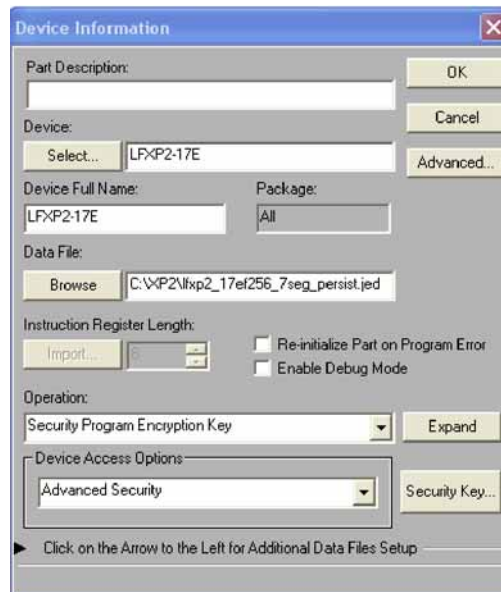 Device Information
Part Description:
OK
Device:
Cancel
Select...
LFXP2-17E
Advanced...
Device Full Name:
Package:
LFXP2-17E
All
Data File:
Browse
C:\XP2\lfxp2_17ef256_7seg_persist.jed
Instruction Register Length:
Import...
8
Re-initialize Part on Program Error
Enable Debug Mode
Operation:
Security Program Encryption Key
Expand
Device Access Options
Advanced Security
Security Key...
Click on the Arrow to the Left for Additional Data Files Setup